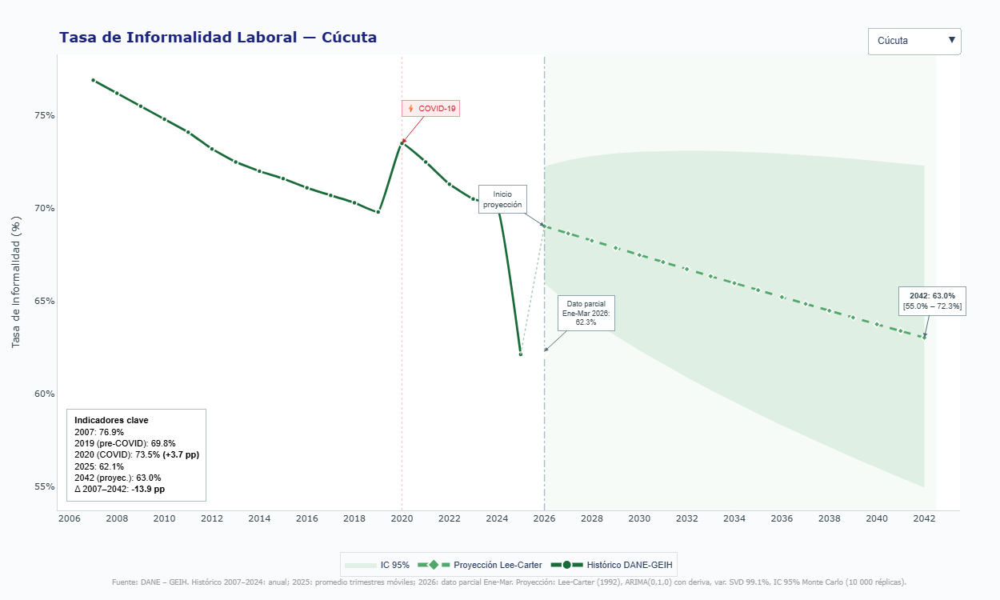 Tasa de Informalidad Laboral — Cúcuta
Cúcuta ▼
⚡ COVID-19
Inicio
proyección
Dato parcial
Ene-Mar 2026:
62.3%
2042: 63.0%
[55.0% – 72.3%]
Tasa de Informalidad (%)
75%
70%
65%
60%
55%
Indicadores clave
2007: 76.9%
2019 (pre-COVID): 69.8%
2020 (COVID): 73.5% (+3.7 pp)
2025: 62.1%
2042 (proyec.): 63.0%
Δ 2007–2042: -13.9 pp
2006 2008 2010 2012 2014 2016 2018 2020 2022 2024 2026 2028 2030 2032 2034 2036 2038 2040 2042
IC 95% Proyección Lee-Carter Histórico DANE-GEIH
Fuente: DANE – GEIH. Histórico 2007–2024: anual; 2025: promedio trimestres móviles; 2026: dato parcial Ene-Mar. Proyección: Lee-Carter (1992), ARIMA(0,1,0) con deriva, var. SVD 99.1%, IC 95% Monte Carlo (10 000 réplicas).